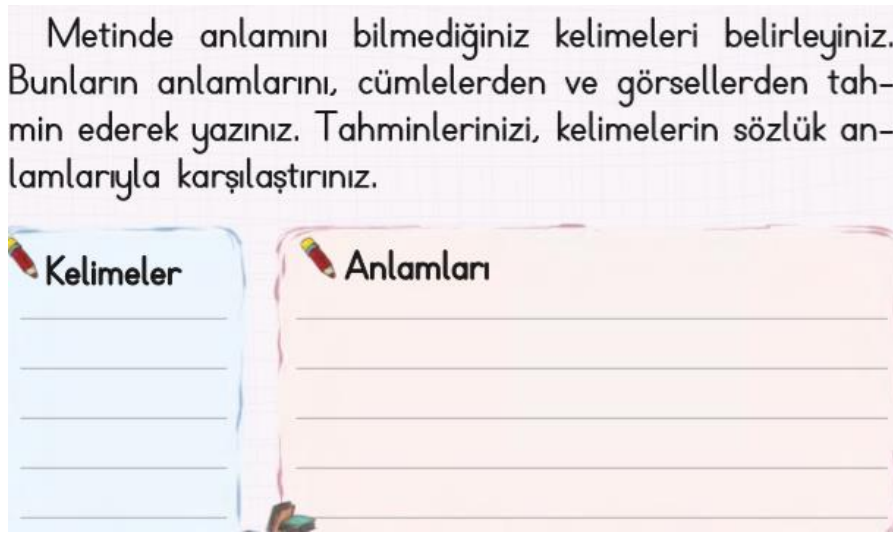 Metinde anlamını bilmediğiniz kelimeleri belirleyiniz.
Bunların anlamlarını, cümlelerden ve görsellerden tah-
min ederek yazınız. Tahminlerinizi, kelimelerin sözlük an-
lamlarıyla karşılaştırınız.
Kelimeler
Anlamları